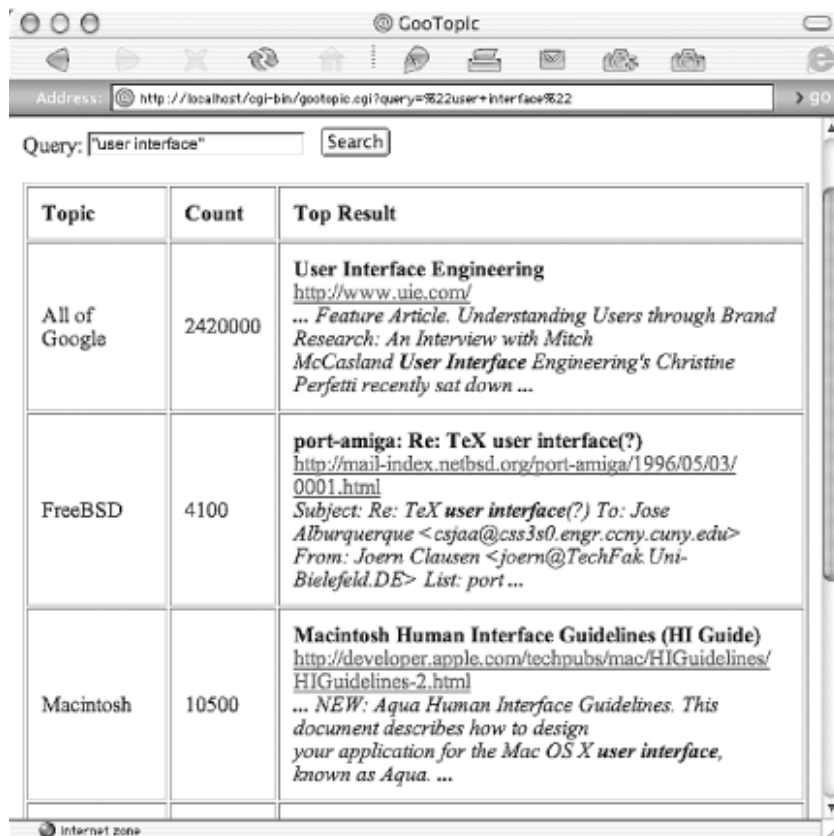 GooTopic
Address: http://localhost/cgi-bin/gootopic.cgi?query=%22user+interface%22 go
Query: "user interface" Search
Topic Count Top Result
All of
Google
2420000
User Interface Engineering
http://www.uie.com/
... Feature Article. Understanding Users through Brand
Research: An Interview with Mitch
McCasland User Interface Engineering's Christine
Perfetti recently sat down ...
FreeBSD
4100
port-amiga: Re: TeX user interface(?)
http://mail-index.netbsd.org/port-amiga/1996/05/03/
0001.html
Subject: Re: TeX user interface(?) To: Jose
Alburquerque <csjaa@css3s0.engr.ccny.cuny.edu>
From: Joern Clausen <joern@TechFak.Uni-
Bielefeld.DE> List: port ...
Macintosh
10500
Macintosh Human Interface Guidelines (HI Guide)
http://developer.apple.com/techpubs/mac/HIGuidelines/
HIGuidelines-2.html
... NEW: Aqua Human Interface Guidelines. This
document describes how to design
your application for the Mac OS X user interface,
known as Aqua. ...
Internet zone